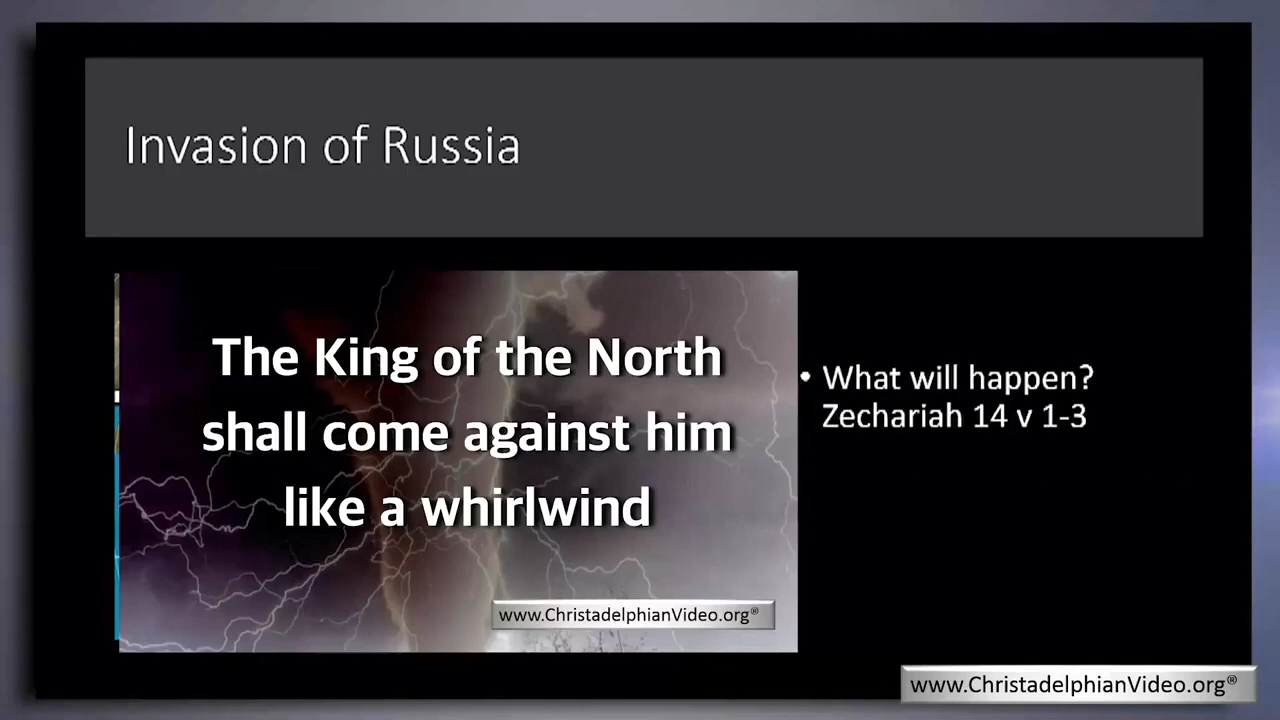 Invasion of Russia
The King of the North
shall come against him
like a whirlwind
www.ChristadelphianVideo.org®
• What will happen?
Zechariah 14 v 1-3
www.ChristadelphianVideo.org®